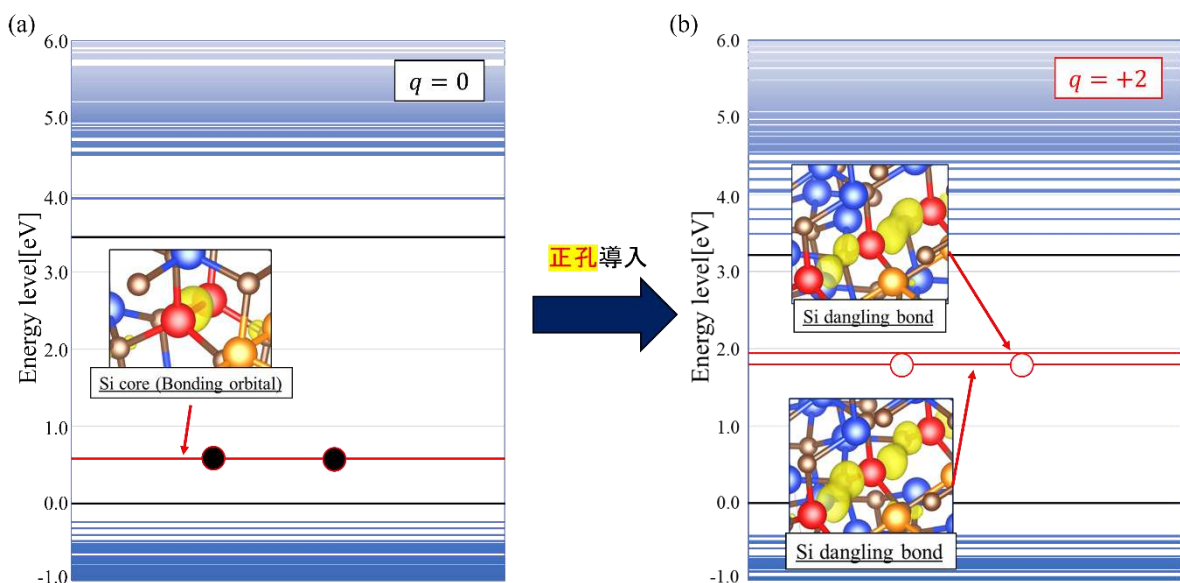 (a)
6.0
5.0
4.0
3.0
2.0
1.0
0.0
-1.0
Energy level[eV]
q = 0
Si core (Bonding orbital)
正孔導入
(b)
6.0
5.0
4.0
3.0
2.0
1.0
0.0
-1.0
Energy level[eV]
q = +2
Si dangling bond
Si dangling bond